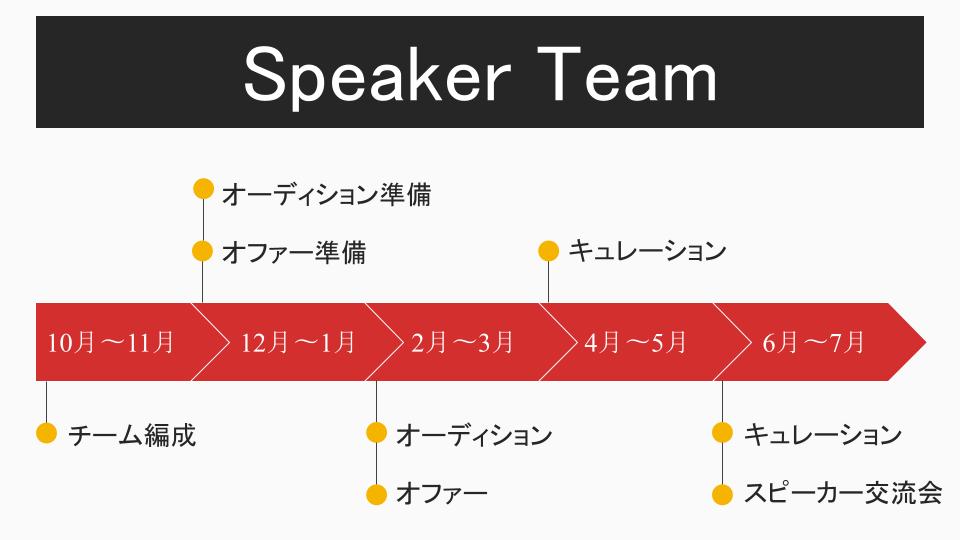 Speaker Team
オーディション準備
オファー準備
キュレーション
10月～11月
12月～1月
2月～3月
4月～5月
6月～7月
チーム編成
オーディション
キュレーション
オファー
スピーカー交流会